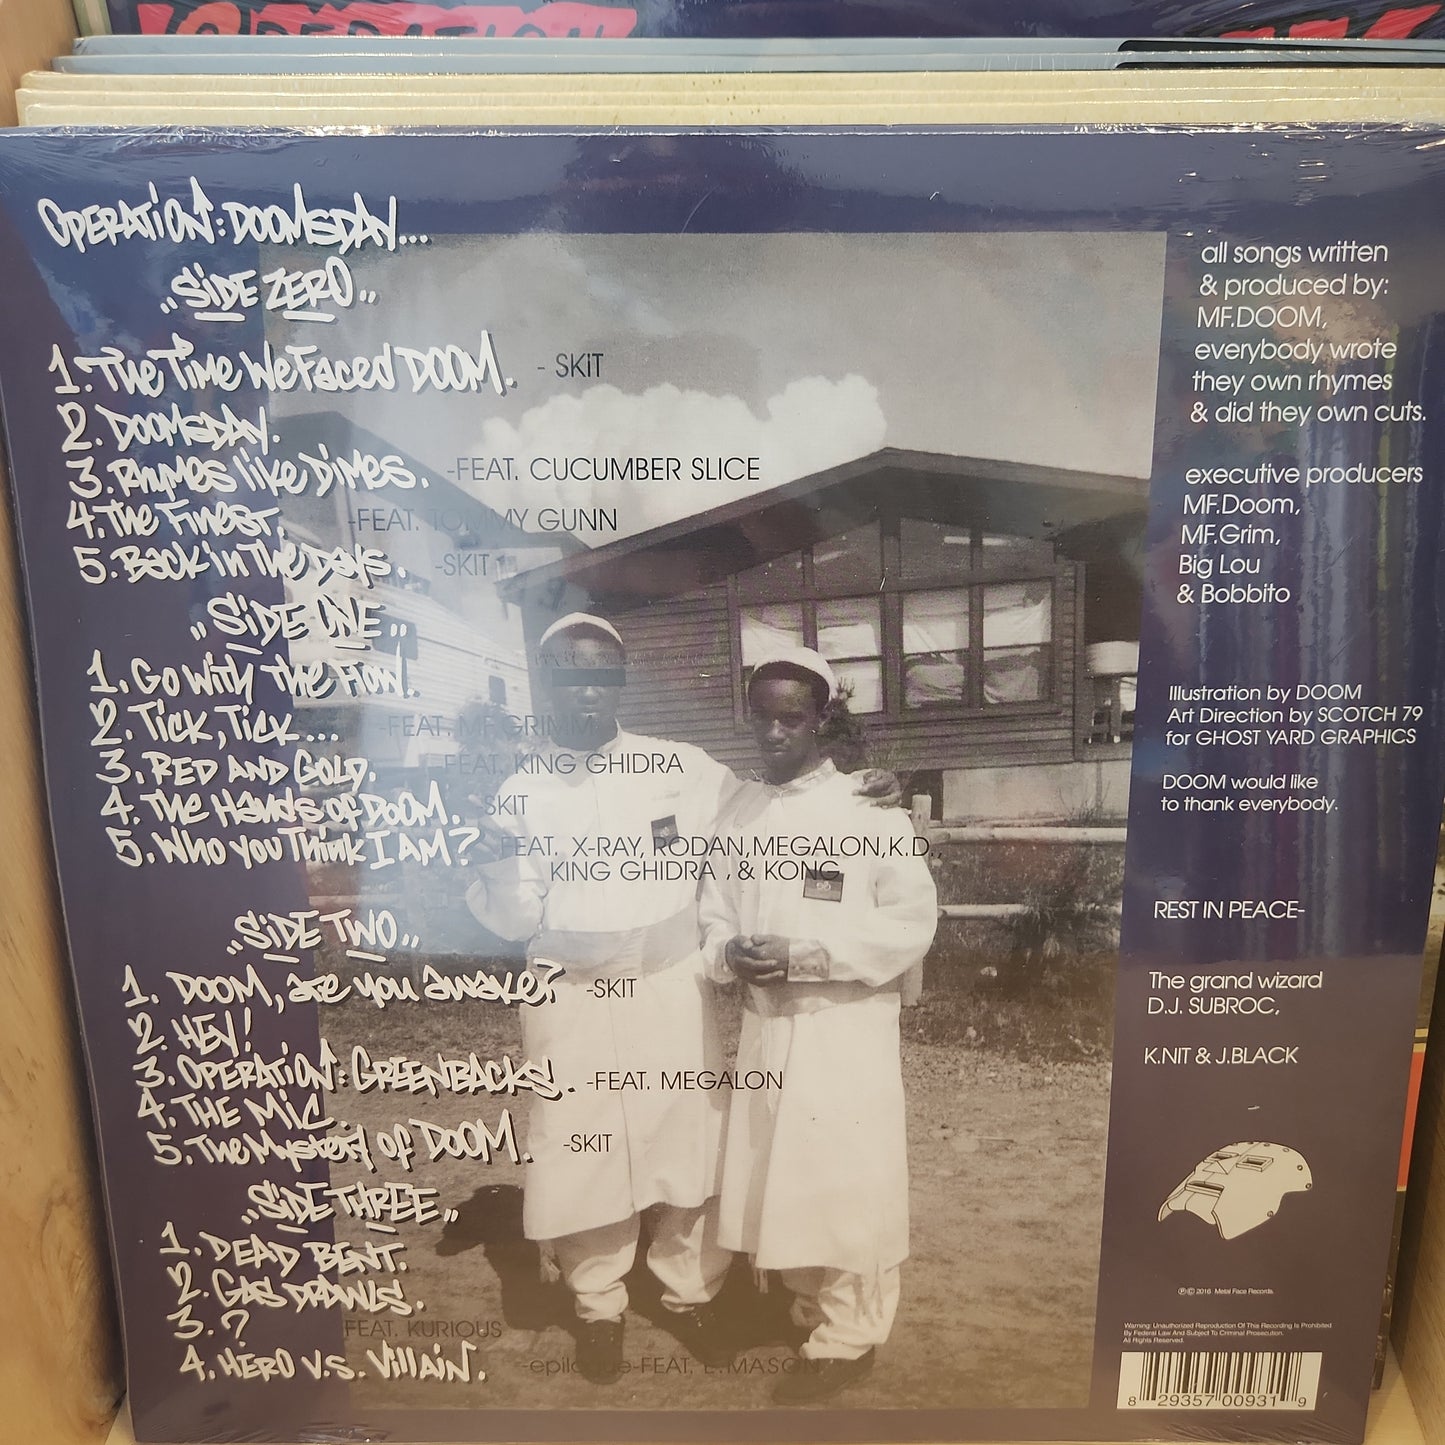 OPERATION: DOOMSDAY...
,,SIDE ZERO,,
1. The Time We Faced DOOM. - SKIT
2. DOOMSDAY.
3. Rhymes like Dimes. -FEAT. CUCUMBER SLICE
4. The Finest. -FEAT. TOMMY GUNN
5. Back in The Days. -SKIT
,,SIDE ONE,,
1. Go With The Flow.
2. Tick, Tick... -FEAT. MF GRIMM
3. RED AND GOLD. -FEAT. KING GHIDRA
4. The Hands of DOOM. SKIT
5. Who you Think I AM? FEAT. X-RAY, RODAN, MEGALON, K.D.,
KING GHIDRA , & KONG
,,SIDE TWO,,
1. DOOM, are you awake? -SKIT
2. HEY!
3. OPERATION: GREENBACKS. -FEAT. MEGALON
4. THE MIC.
5. The Mystery of DOOM. -SKIT
,,SIDE THREE,,
1. DEAD BENT.
2. GAS DRAWLS.
3. ? FEAT. KURIOUS
4. HERO V.S. VILLAIN. -epilogue-FEAT. E.MASON
all songs written
& produced by:
MF.DOOM,
everybody wrote
they own rhymes
& did they own cuts.
executive producers
MF.Doom,
MF.Grim,
Big Lou
& Bobbito
Illustration by DOOM
Art Direction by SCOTCH 79
for GHOST YARD GRAPHICS
DOOM would like
to thank everybody.
REST IN PEACE-
The grand wizard
D.J. SUBROC,
K.NIT & J.BLACK
℗© 2016 Metal Face Records.
Warning: Unauthorized Reproduction Of This Recording Is Prohibited
By Federal Law And Subject To Criminal Prosecution.
All Rights Reserved.
8 29357 00931 9